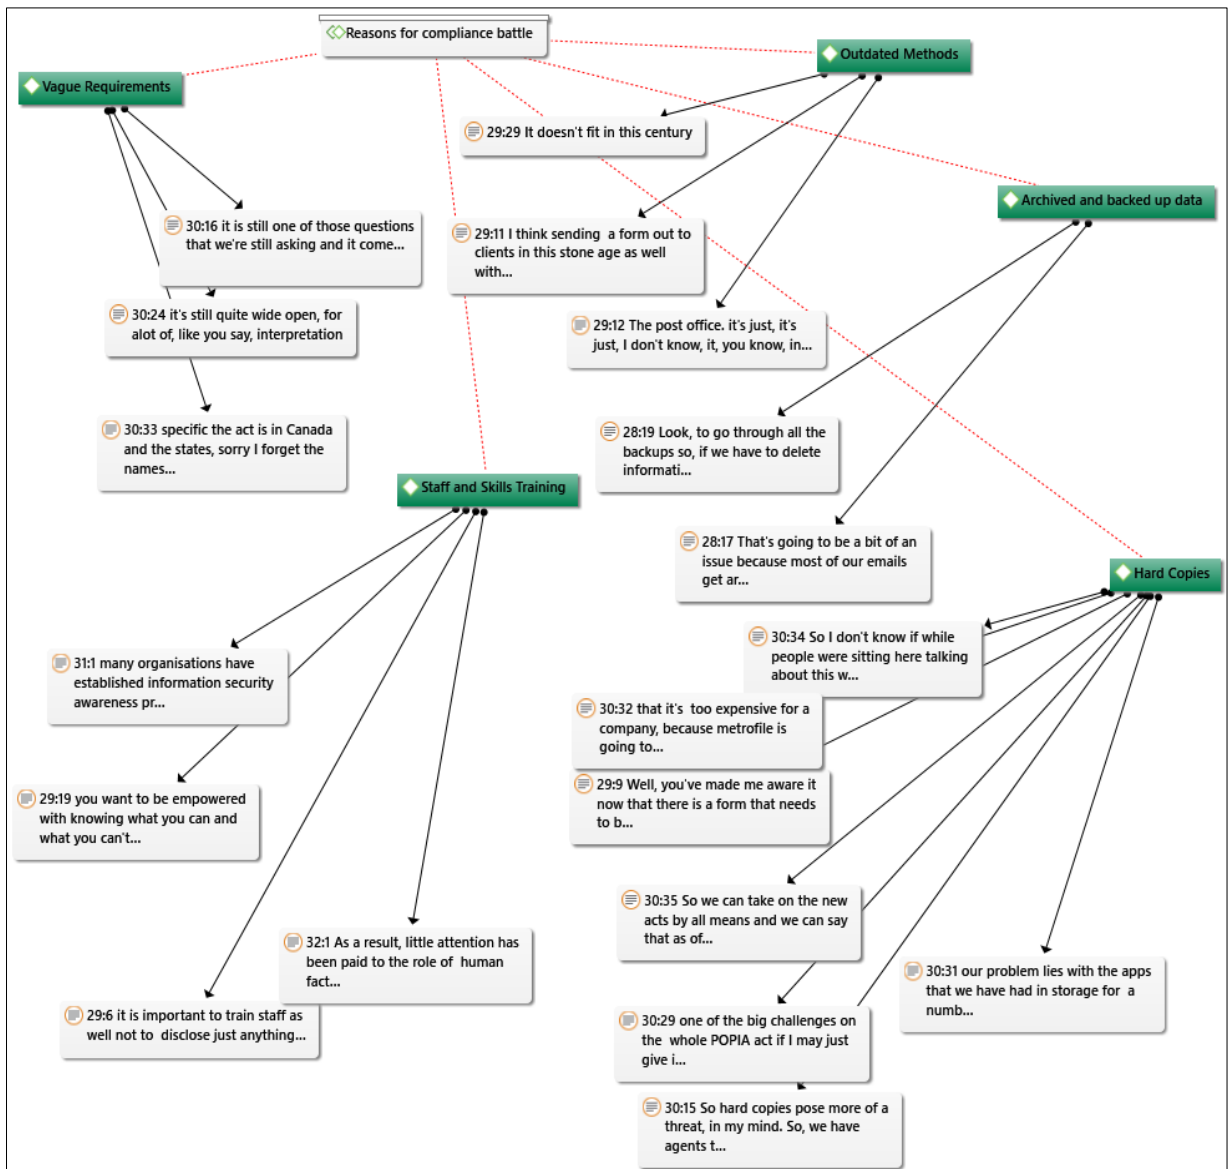 Reasons for compliance battle
Outdated Methods
Vague Requirements
29:29 It doesn't fit in this century
Archived and backed up data
30:16 it is still one of those questions
that we're still asking and it come...
29:11 I think sending a form out to
clients in this stone age as well
with...
30:24 it's still quite wide open, for
alot of, like you say, interpretation
29:12 The post office. it's just, it's
just, I don't know, it, you know, in...
30:33 specific the act is in Canada
and the states, sorry I forget the
names...
28:19 Look, to go through all the
backups so, if we have to delete
informati...
Staff and Skills Training
28:17 That's going to be a bit of an
issue because most of our emails
get ar...
Hard Copies
30:34 So I don't know if while
people were sitting here talking
about this w...
31:1 many organisations have
established information security
awareness pr...
30:32 that it's too expensive for a
company, because metrofile is
going to...
29:9 Well, you've made me aware it
now that there is a form that needs
to b...
29:19 you want to be empowered
with knowing what you can and
what you can't...
30:35 So we can take on the new
acts by all means and we can say
that as of...
32:1 As a result, little attention has
been paid to the role of human
fact...
30:31 our problem lies with the apps
that we have had in storage for a
numb...
29:6 it is important to train staff as
well not to disclose just anything...
30:29 one of the big challenges on
the whole POPIA act if I may just
give i...
30:15 So hard copies pose more of a
threat, in my mind. So, we have
agents t...